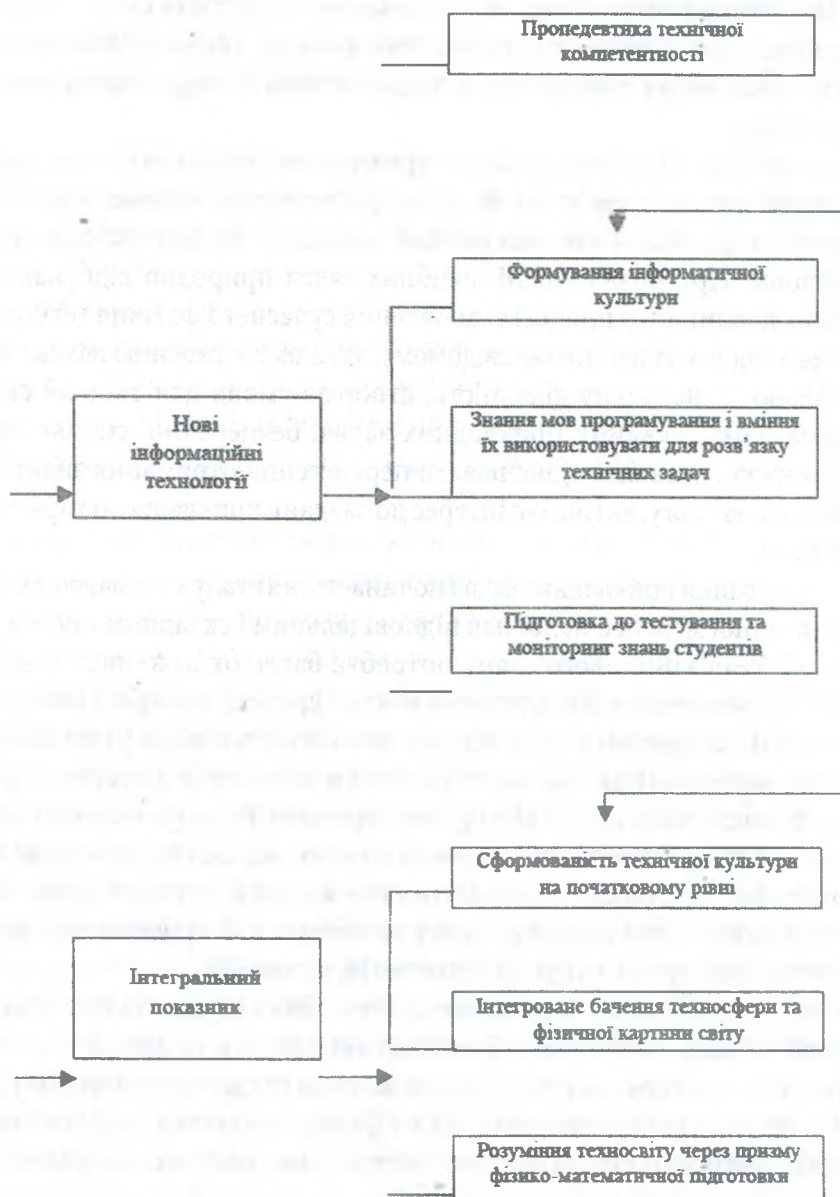 Пропедевтика технічної
компетентності
Формування інформатичної
культури
Нові
інформаційні
технології
Знання мов програмування і вміння
їх використовувати для розв'язку
технічних задач
Підготовка до тестування та
моніторинг знань студентів
Сформованість технічної культури
на початковому рівні
Інтегральний
показник
Інтегроване бачення техносфери та
фізичної картини світу
Розуміння техносвіту через призму
фізико-математичної підготовки